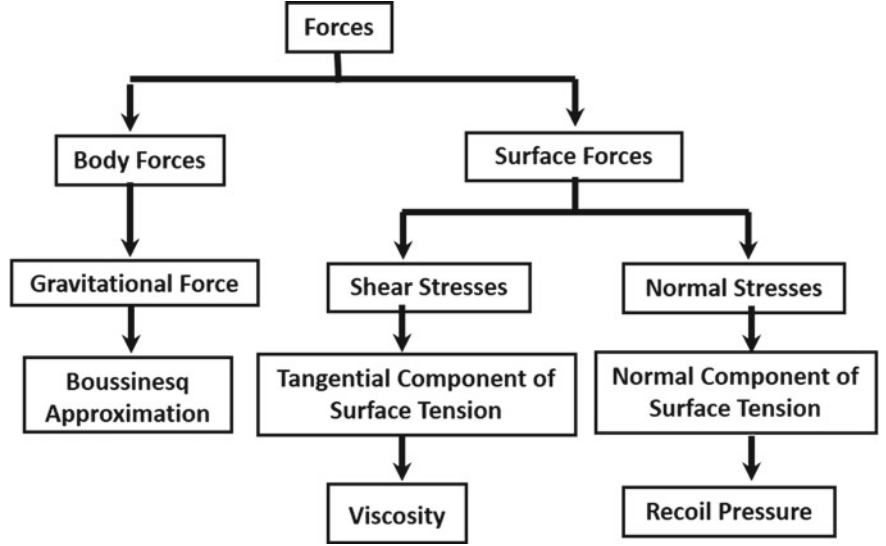 Forces
Body Forces
Surface Forces
Gravitational Force
Shear Stresses
Normal Stresses
Boussinesq
Approximation
Tangential Component of
Surface Tension
Normal Component of
Surface Tension
Viscosity
Recoil Pressure